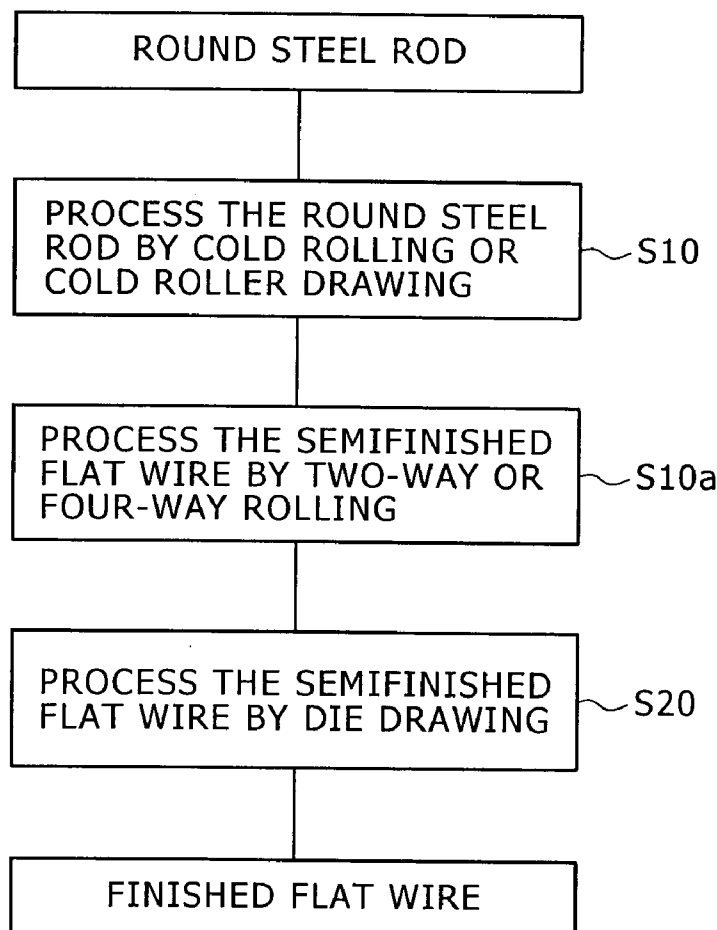 ROUND STEEL ROD
PROCESS THE ROUND STEEL
ROD BY COLD ROLLING OR
COLD ROLLER DRAWING
S10
PROCESS THE SEMIFINISHED
FLAT WIRE BY TWO-WAY OR
FOUR-WAY ROLLING
S10a
PROCESS THE SEMIFINISHED
FLAT WIRE BY DIE DRAWING
S20
FINISHED FLAT WIRE